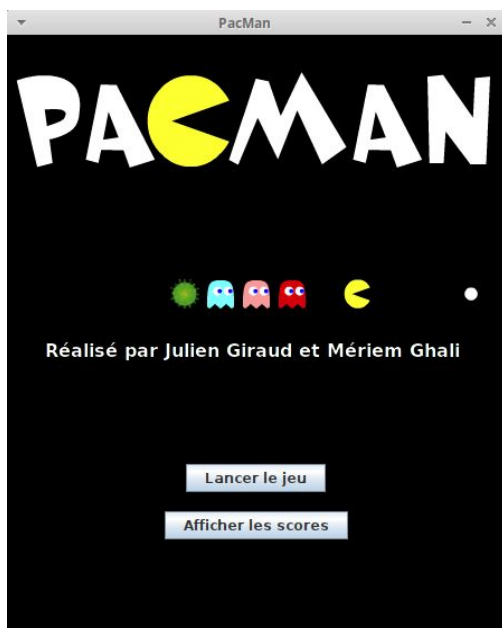 PacMan
PACMAN
Réalisé par Julien Giraud et Mériem Ghali
Lancer le jeu
Afficher les scores